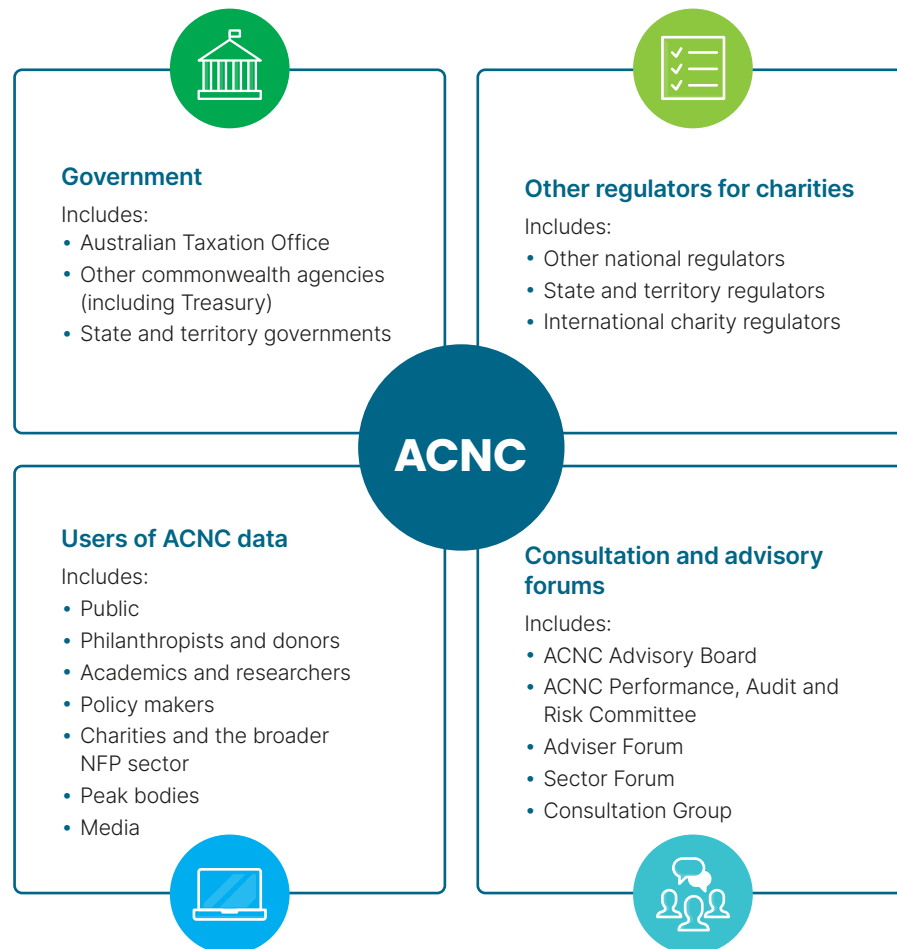 Government
Includes:
• Australian Taxation Office
• Other commonwealth agencies
(including Treasury)
• State and territory governments
Other regulators for charities
Includes:
• Other national regulators
• State and territory regulators
• International charity regulators
ACNC
Users of ACNC data
Includes:
• Public
• Philanthropists and donors
• Academics and researchers
• Policy makers
• Charities and the broader
NFP sector
• Peak bodies
• Media
Consultation and advisory
forums
Includes:
• ACNC Advisory Board
• ACNC Performance, Audit and
Risk Committee
• Adviser Forum
• Sector Forum
• Consultation Group